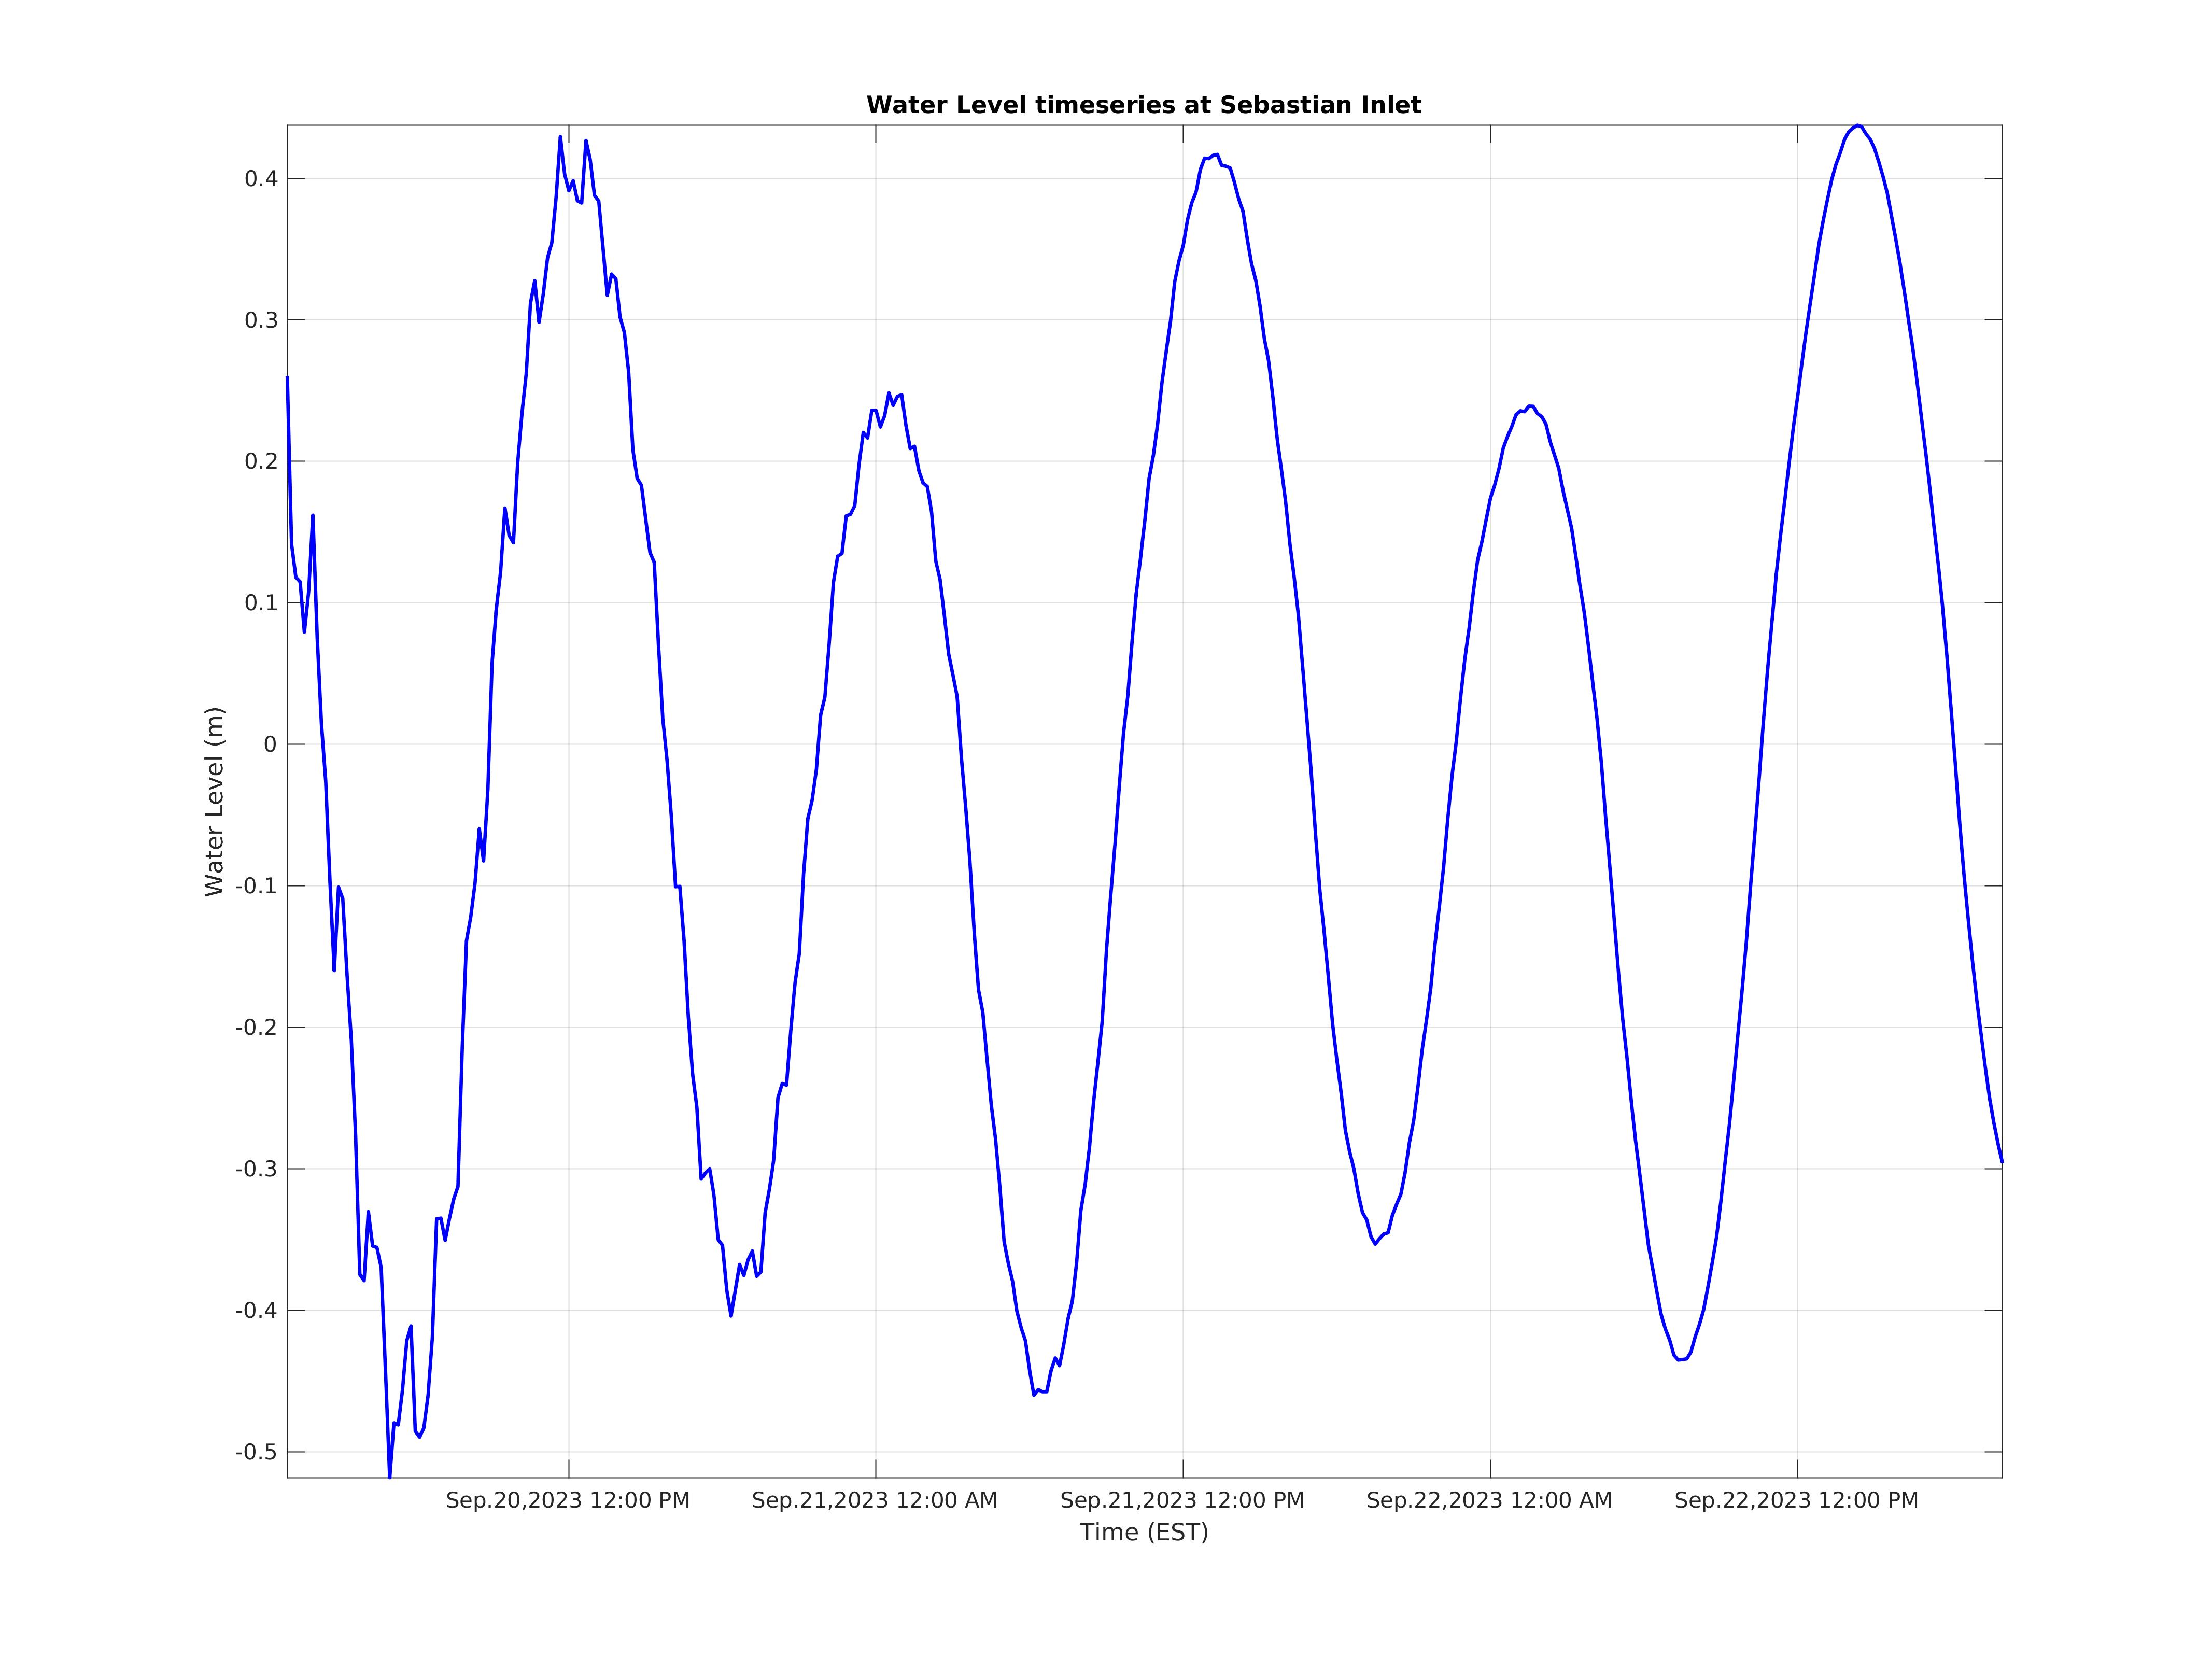 Water Level timeseries at Sebastian Inlet
0.4
0.3
0.2
0.1
0
-0.1
-0.2
-0.3
-0.4
-0.5
Water Level (m)
Sep.20,2023 12:00 PM
Sep.21,2023 12:00 AM
Sep.21,2023 12:00 PM
Sep.22,2023 12:00 AM
Sep.22,2023 12:00 PM
Time (EST)